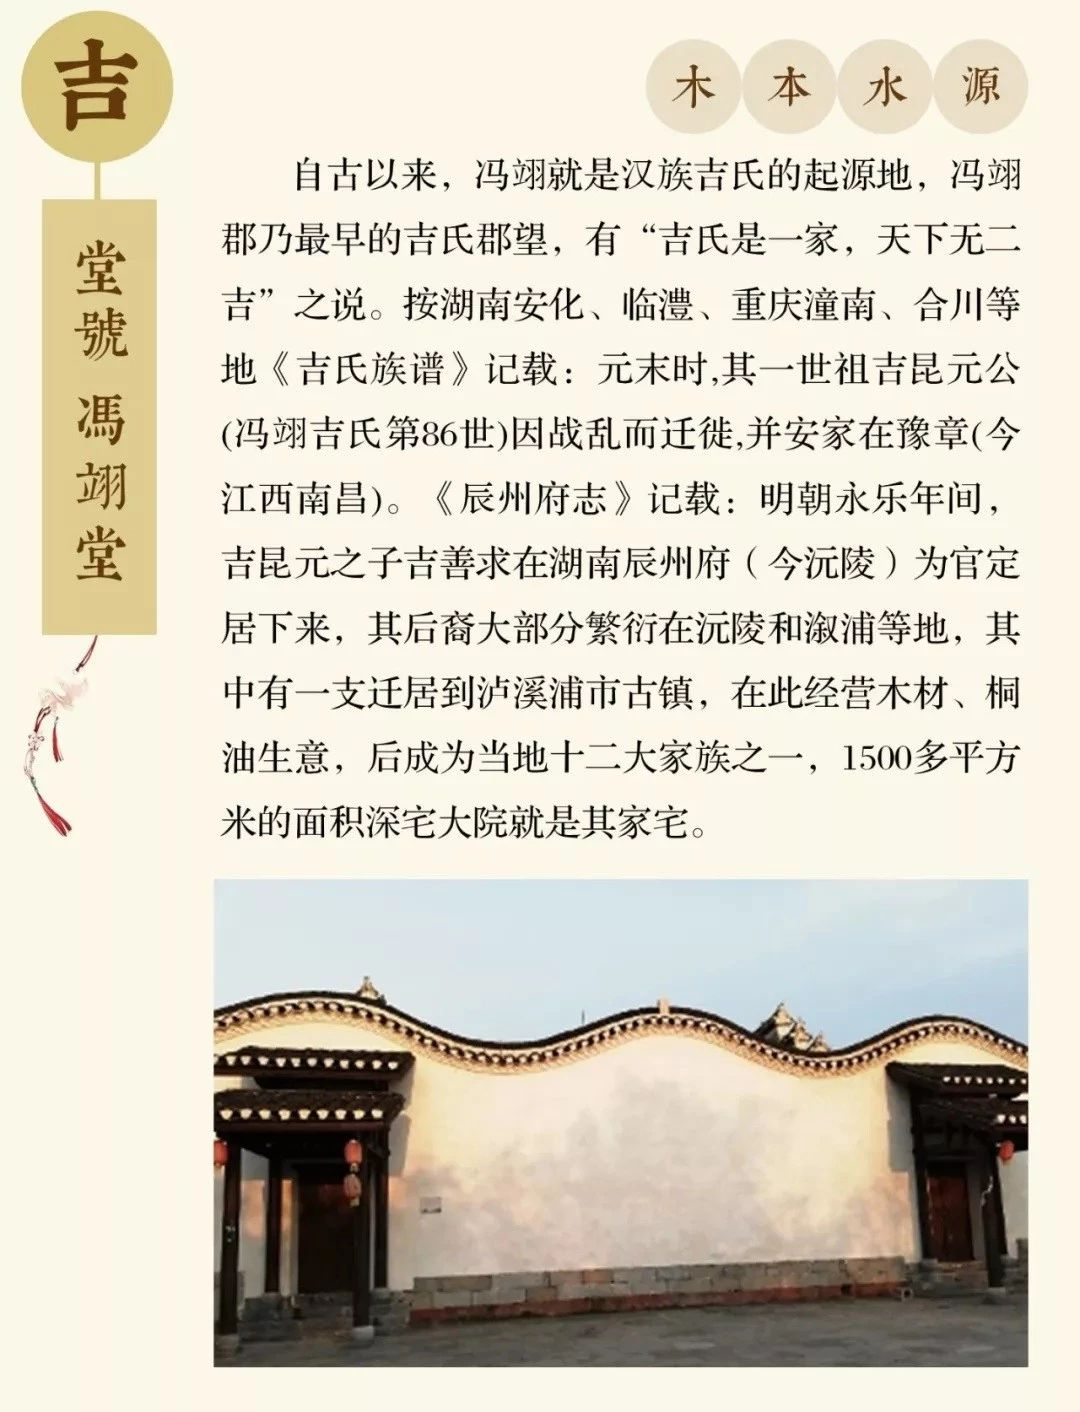 吉
堂號 馮翊堂
木本水源
自古以来，冯翊就是汉族吉氏的起源地，冯翊
郡乃最早的吉氏郡望，有“吉氏是一家，天下无二
吉”之说。按湖南安化、临澧、重庆潼南、合川等
地《吉氏族谱》记载：元末时,其一世祖吉昆元公
(冯翊吉氏第86世)因战乱而迁徙,并安家在豫章(今
江西南昌)。《辰州府志》记载：明朝永乐年间，
吉昆元之子吉善求在湖南辰州府（今沅陵）为官定
居下来，其后裔大部分繁衍在沅陵和溆浦等地，其
中有一支迁居到泸溪浦市古镇，在此经营木材、桐
油生意，后成为当地十二大家族之一，1500多平方
米的面积深宅大院就是其家宅。